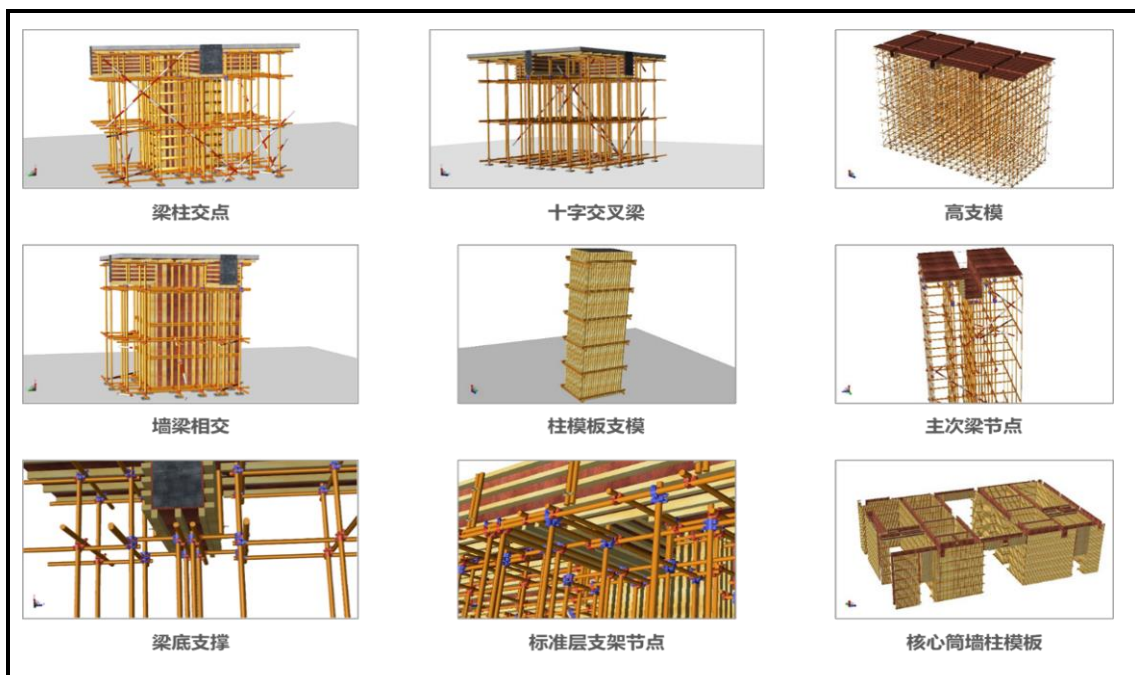 梁柱交点
十字交叉梁
高支模
墙梁相交
柱模板支模
主次梁节点
梁底支撑
标准层支架节点
核心筒墙柱模板